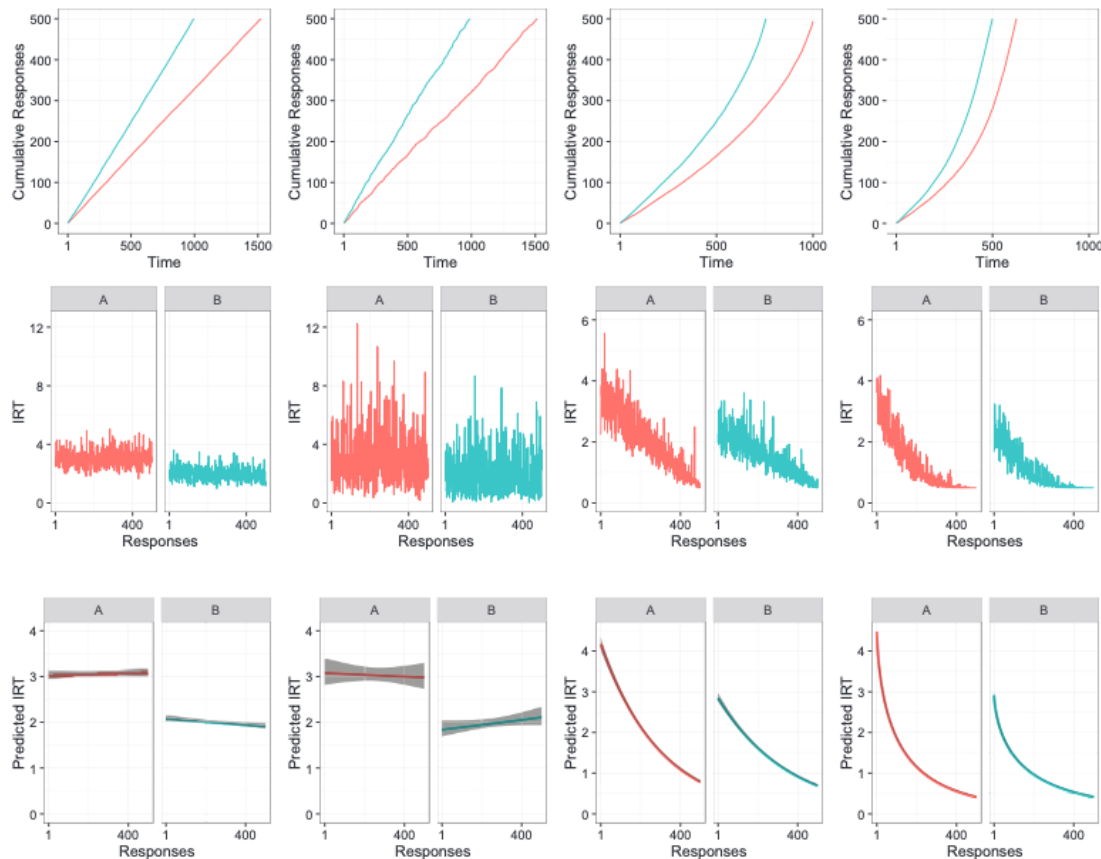 Cumulative Responses
500
400
300
200
100
0
1 500 1000 1500
Time
Cumulative Responses
500
400
300
200
100
0
1 500 1000 1500
Time
Cumulative Responses
500
400
300
200
100
0
1 500 1000
Time
Cumulative Responses
500
400
300
200
100
0
1 500 1000
Time
A B
IRT
12
8
4
0
1 400 1 400
Responses
A B
IRT
12
8
4
0
1 400 1 400
Responses
A B
IRT
6
4
2
0
1 400 1 400
Responses
A B
IRT
6
4
2
0
1 400 1 400
Responses
A B
Predicted IRT
4
3
2
1
0
1 400 1 400
Responses
A B
Predicted IRT
4
3
2
1
0
1 400 1 400
Responses
A B
Predicted IRT
4
3
2
1
0
1 400 1 400
Responses
A B
Predicted IRT
4
3
2
1
0
1 400 1 400
Responses